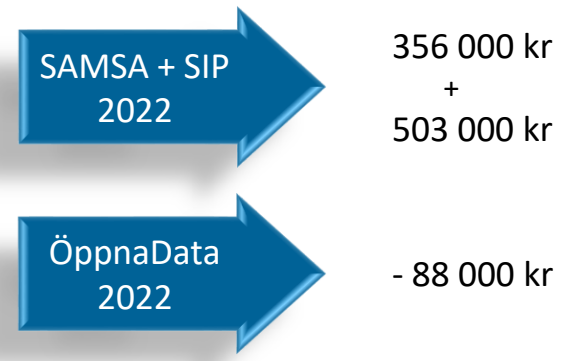 SAMSA + SIP
2022
356 000 kr
+
503 000 kr
ÖppnaData
2022
- 88 000 kr